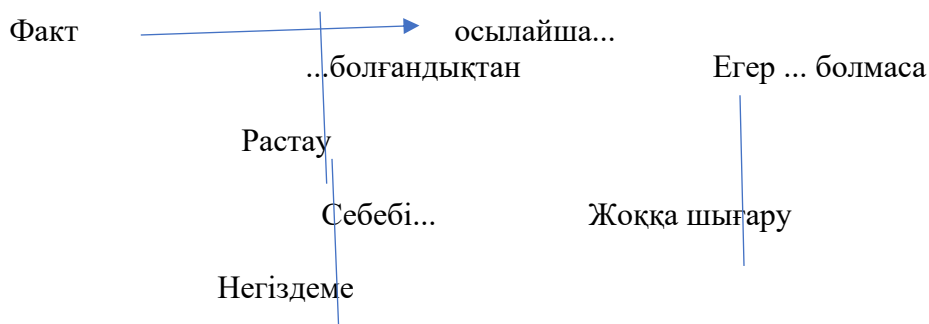 Факт осылайша...
...болғандықтан Егер ... болмаса
Растау
Себебі... Жоққа шығару
Негіздеме